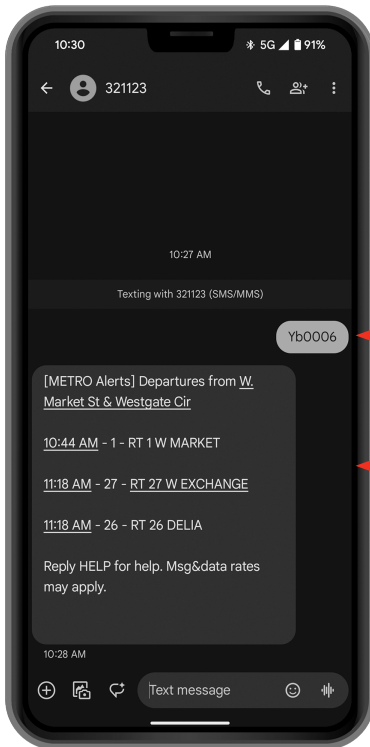 10:30
5G
91%
321123
10:27 AM
Texting with 321123 (SMS/MMS)
Yb0006
[METRO Alerts] Departures from W.
Market St & Westgate Cir
10:44 AM - 1 - RT 1 W MARKET
11:18 AM - 27 - RT 27 W EXCHANGE
11:18 AM - 26 - RT 26 DELIA
Reply HELP for help. Msg&data rates
may apply.
10:28 AM
Text message